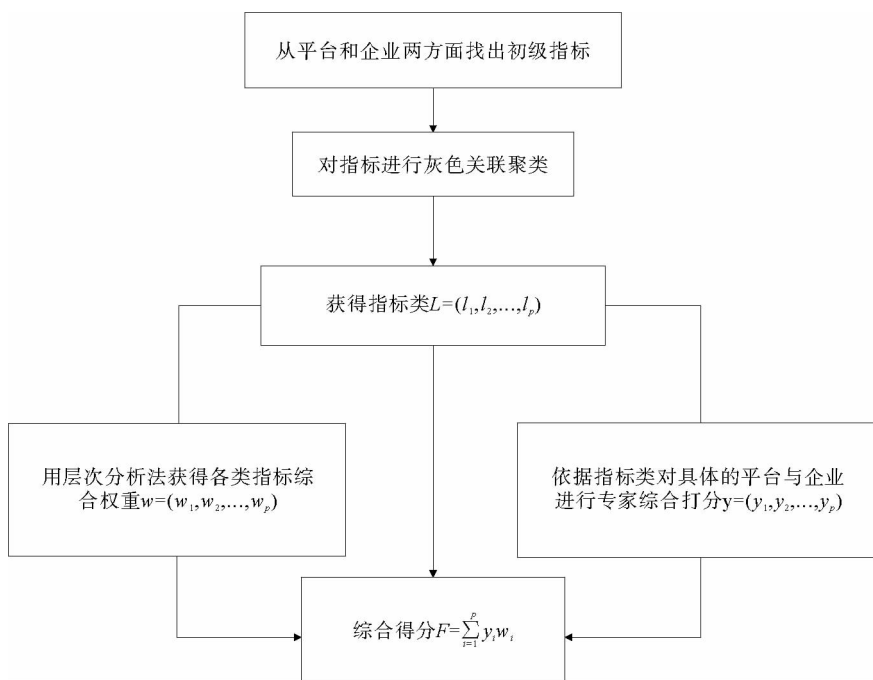 从平台和企业两方面找出初级指标
对指标进行灰色关联聚类
获得指标类L=(l₁,l₂,…,lₚ)
用层次分析法获得各类指标综
合权重w=(w₁,w₂,…,wₚ)
依据指标类对具体的平台与企业
进行专家综合打分y=(y₁,y₂,…,yₚ)
综合得分F=∑ᵢ₌₁ᵖ yᵢwᵢ